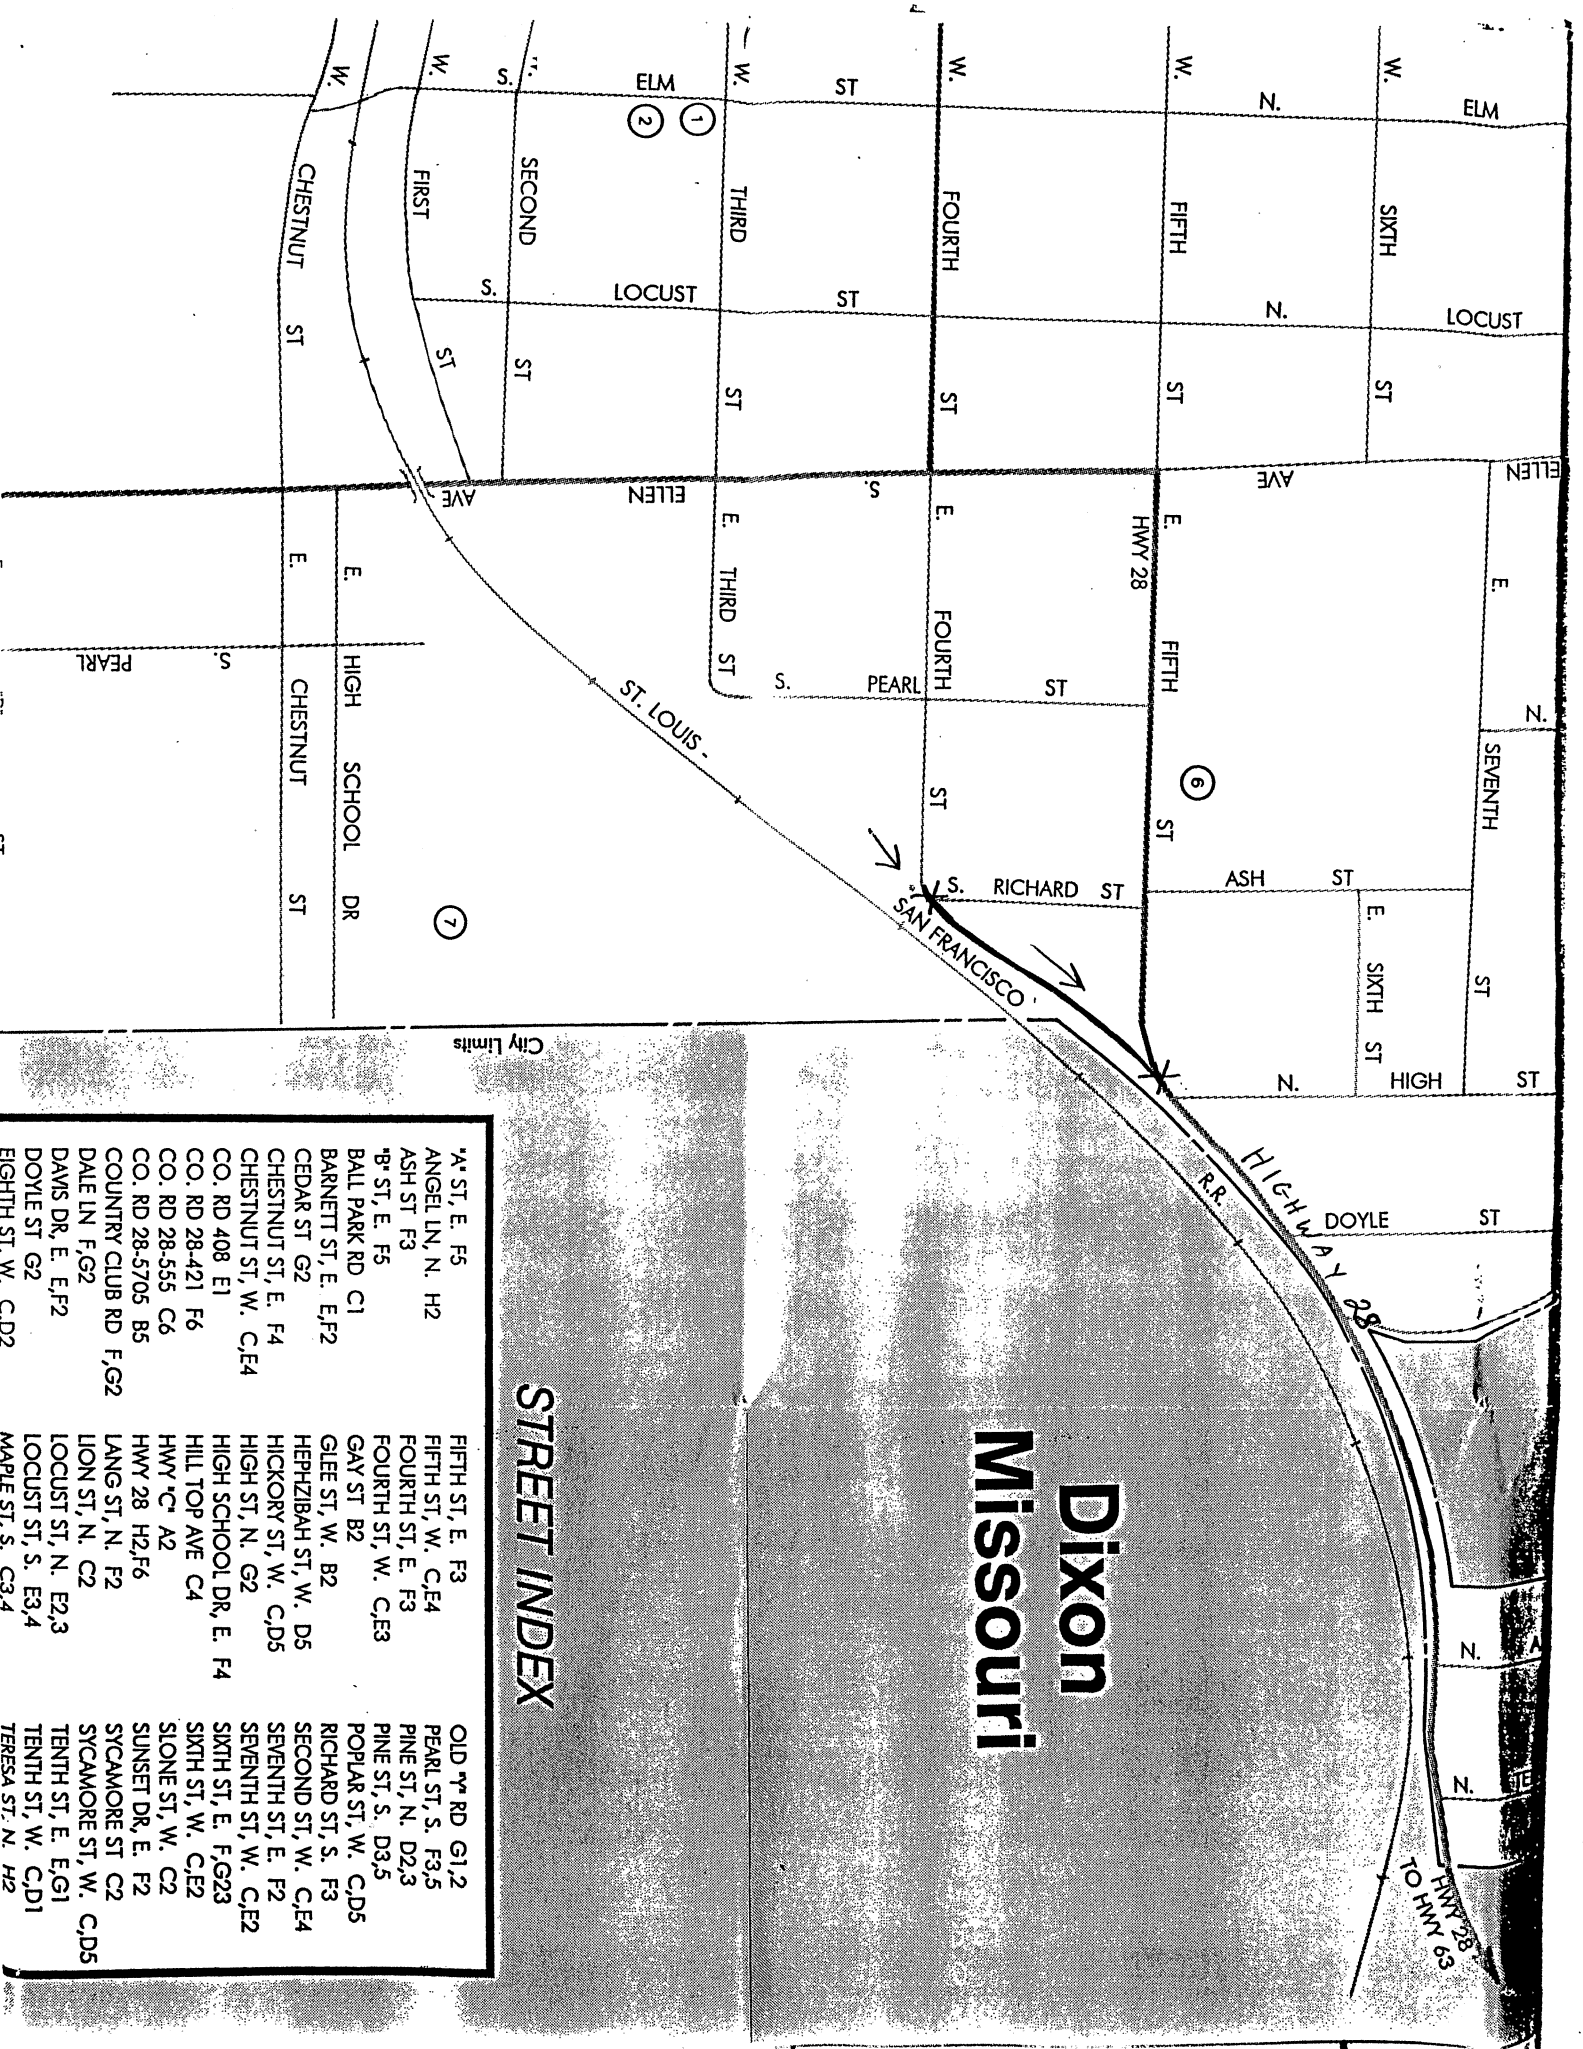 W. SIXTH ST
W. FIFTH ST
W. FOURTH ST
W. THIRD ST
SECOND ST
W. FIRST ST
W. CHESTNUT ST
N. ELM
S. ELM ST
N. LOCUST
S. LOCUST ST
1
2
ELLEN AVE
S. ELLEN AVE
E. SEVENTH ST
N.
HWY 28
E. FIFTH ST
E. FOURTH ST
E. THIRD ST
S. PEARL ST
6
ASH ST
S. RICHARD ST
E. SIXTH ST
N. HIGH ST
ST. LOUIS - SAN FRANCISCO R.R.
E. HIGH SCHOOL DR
E. CHESTNUT ST
S. PEARL
ST
7
City Limits
HIGHWAY 28
DOYLE ST
N.
N.
HWY 28
TO HWY 63
Dixon
Missouri
STREET INDEX
"A" ST, E. F5
ANGEL LN, N. H2
ASH ST F3
"B" ST, E. F5
BALL PARK RD C1
BARNETT ST, E. E,F2
CEDAR ST G2
CHESTNUT ST, E. F4
CHESTNUT ST, W. C,E4
CO. RD 408 E1
CO. RD 28-421 F6
CO. RD 28-555 C6
CO. RD 28-5705 B5
COUNTRY CLUB RD F,G2
DALE LN F,G2
DAVIS DR, E. E,F2
DOYLE ST G2
EIGHTH ST, W. C,D2
FIFTH ST, E. F3
FIFTH ST, W. C,E4
FOURTH ST, E. F3
FOURTH ST, W. C,E3
GAY ST B2
GLEE ST, W. B2
HEPHZIBAH ST, W. D5
HICKORY ST, W. C,D5
HIGH ST, N. G2
HIGH SCHOOL DR, E. F4
HILL TOP AVE C4
HWY "C" A2
HWY 28 H2,F6
LANG ST, N. F2
LION ST, N. C2
LOCUST ST, N. E2,3
LOCUST ST, S. E3,4
MAPLE ST, S. C3,4
OLD "Y" RD G1,2
PEARL ST, S. F3,5
PINE ST, N. D2,3
PINE ST, S. D3,5
POPLAR ST, W. C,D5
RICHARD ST, S. F3
SECOND ST, W. C,E4
SEVENTH ST, E. F2
SEVENTH ST, W. C,E2
SIXTH ST, E. F,G23
SIXTH ST, W. C,E2
SLONE ST, W. C2
SUNSET DR, E. F2
SYCAMORE ST C2
SYCAMORE ST, W. C,D5
TENTH ST, E. E,G1
TENTH ST, W. C,D1
TERESA ST, N. H2